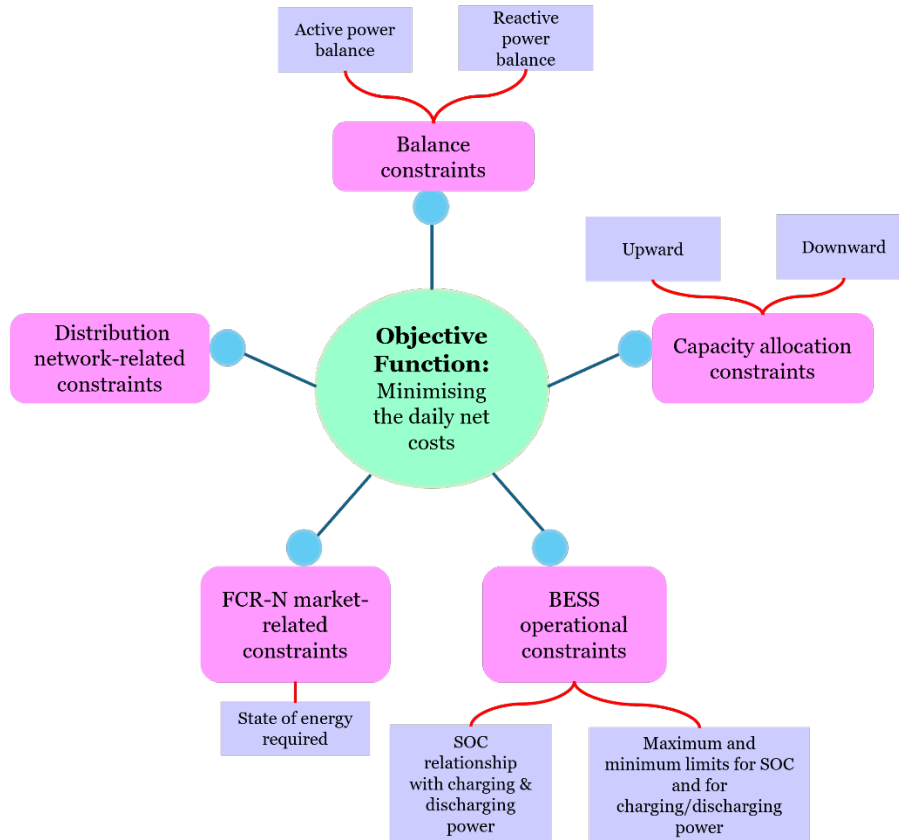 Active power
balance
Reactive
power
balance
Balance
constraints
Upward
Downward
Distribution
network-related
constraints
Objective
Function:
Minimising
the daily net
costs
Capacity allocation
constraints
FCR-N market-
related
constraints
BESS
operational
constraints
State of energy
required
SOC
relationship
with charging &
discharging
power
Maximum and
minimum limits for SOC
and for
charging/discharging
power